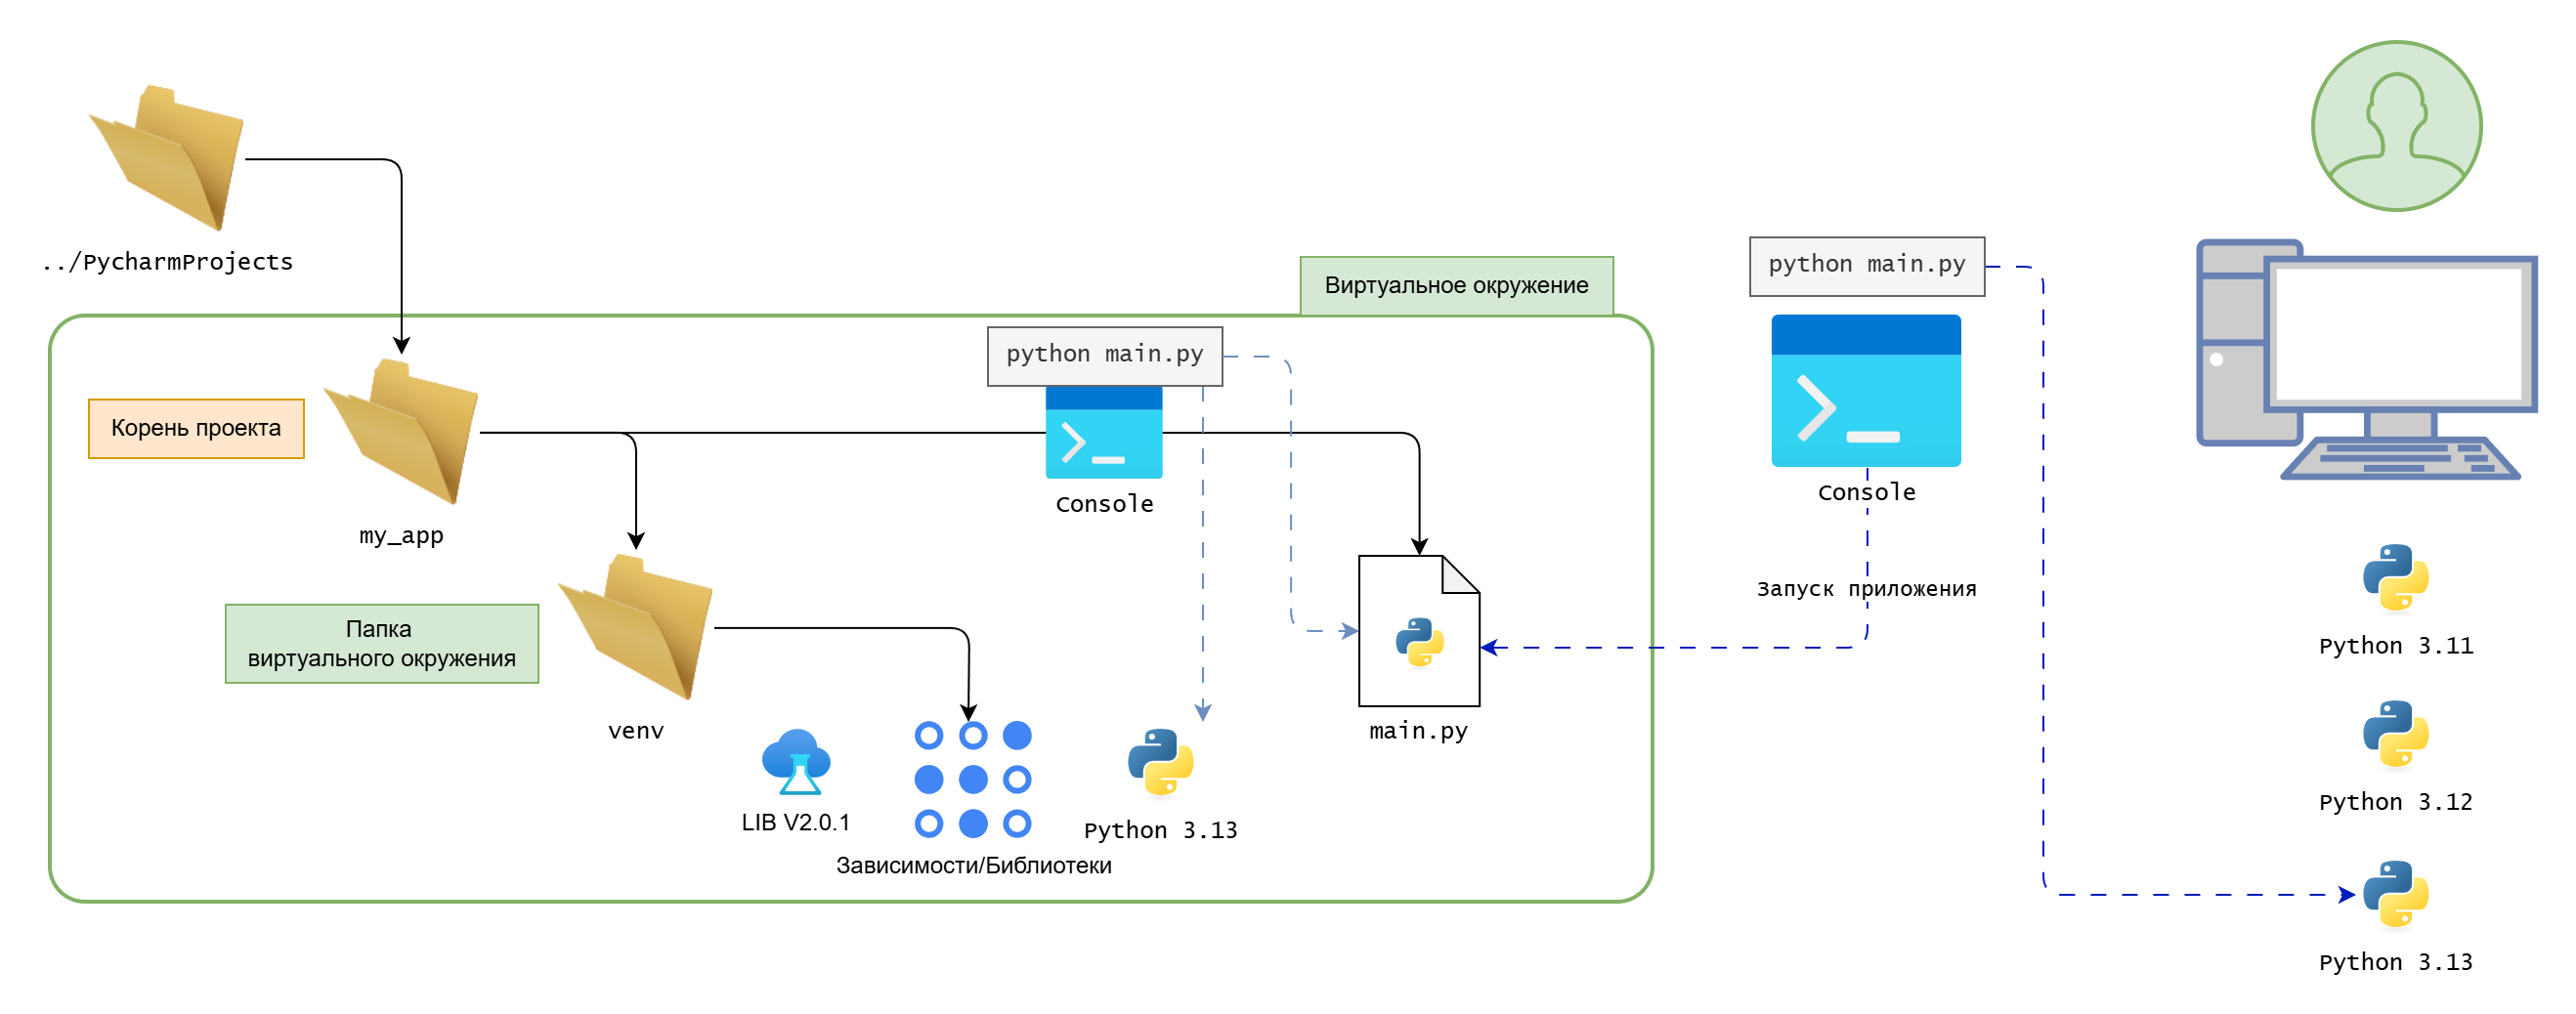 ../PycharmProjects
Виртуальное окружение
python main.py
python main.py
Корень проекта
my_app
Console
Console
Запуск приложения
Папка
виртуального окружения
venv
main.py
LIB V2.0.1
Python 3.13
Зависимости/Библиотеки
Python 3.11
Python 3.12
Python 3.13